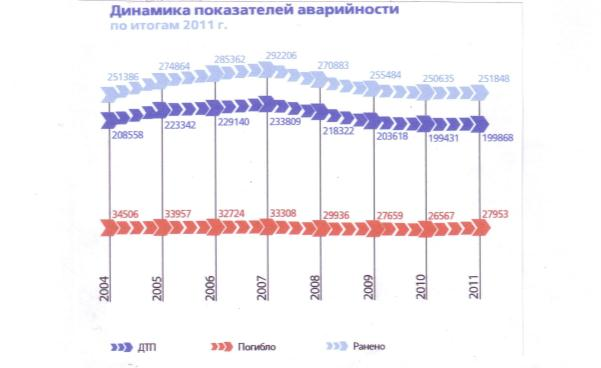 Динамика показателей аварийности
по итогам 2011 г.
251386 274864 285362 292206 270883 255484 250635 251848
208558 223342 229140 233809 218322 203618 199431 199868
34506 33957 32724 33308 29936 27659 26567 27953
2004 2005 2006 2007 2008 2009 2010 2011
ДТП Погибло Ранено